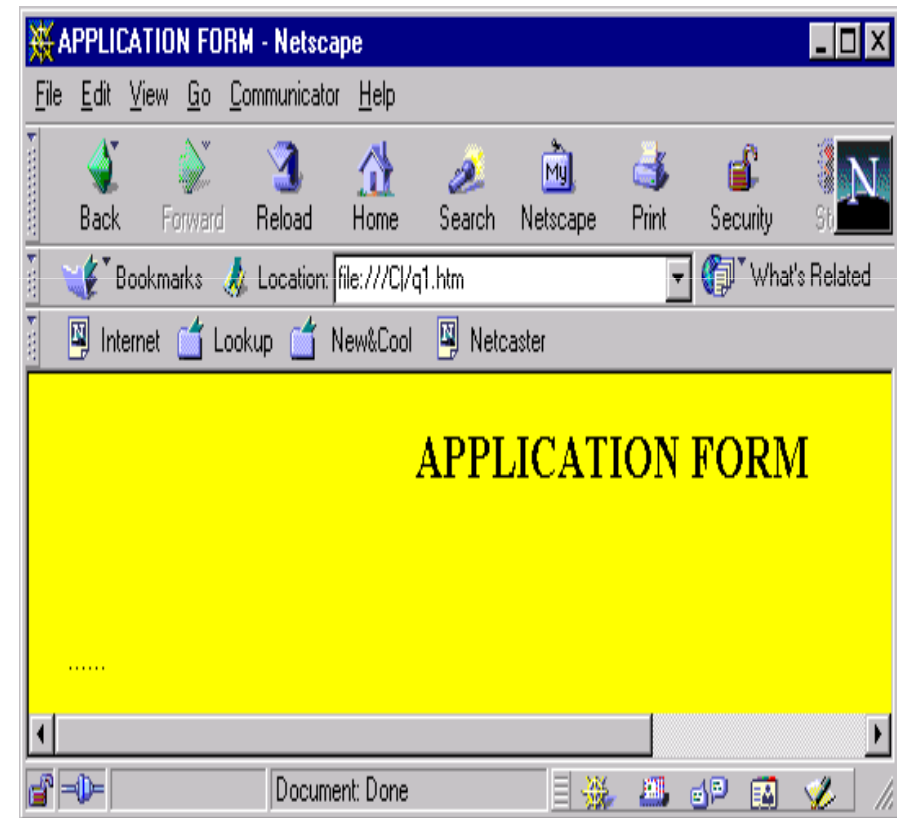 APPLICATION FORM - Netscape
File Edit View Go Communicator Help
My N
Back Forward Reload Home Search Netscape Print Security
Bookmarks Location: file:///C|/q1.htm What's Related
Internet Lookup New&Cool Netcaster
APPLICATION FORM
......
Document: Done